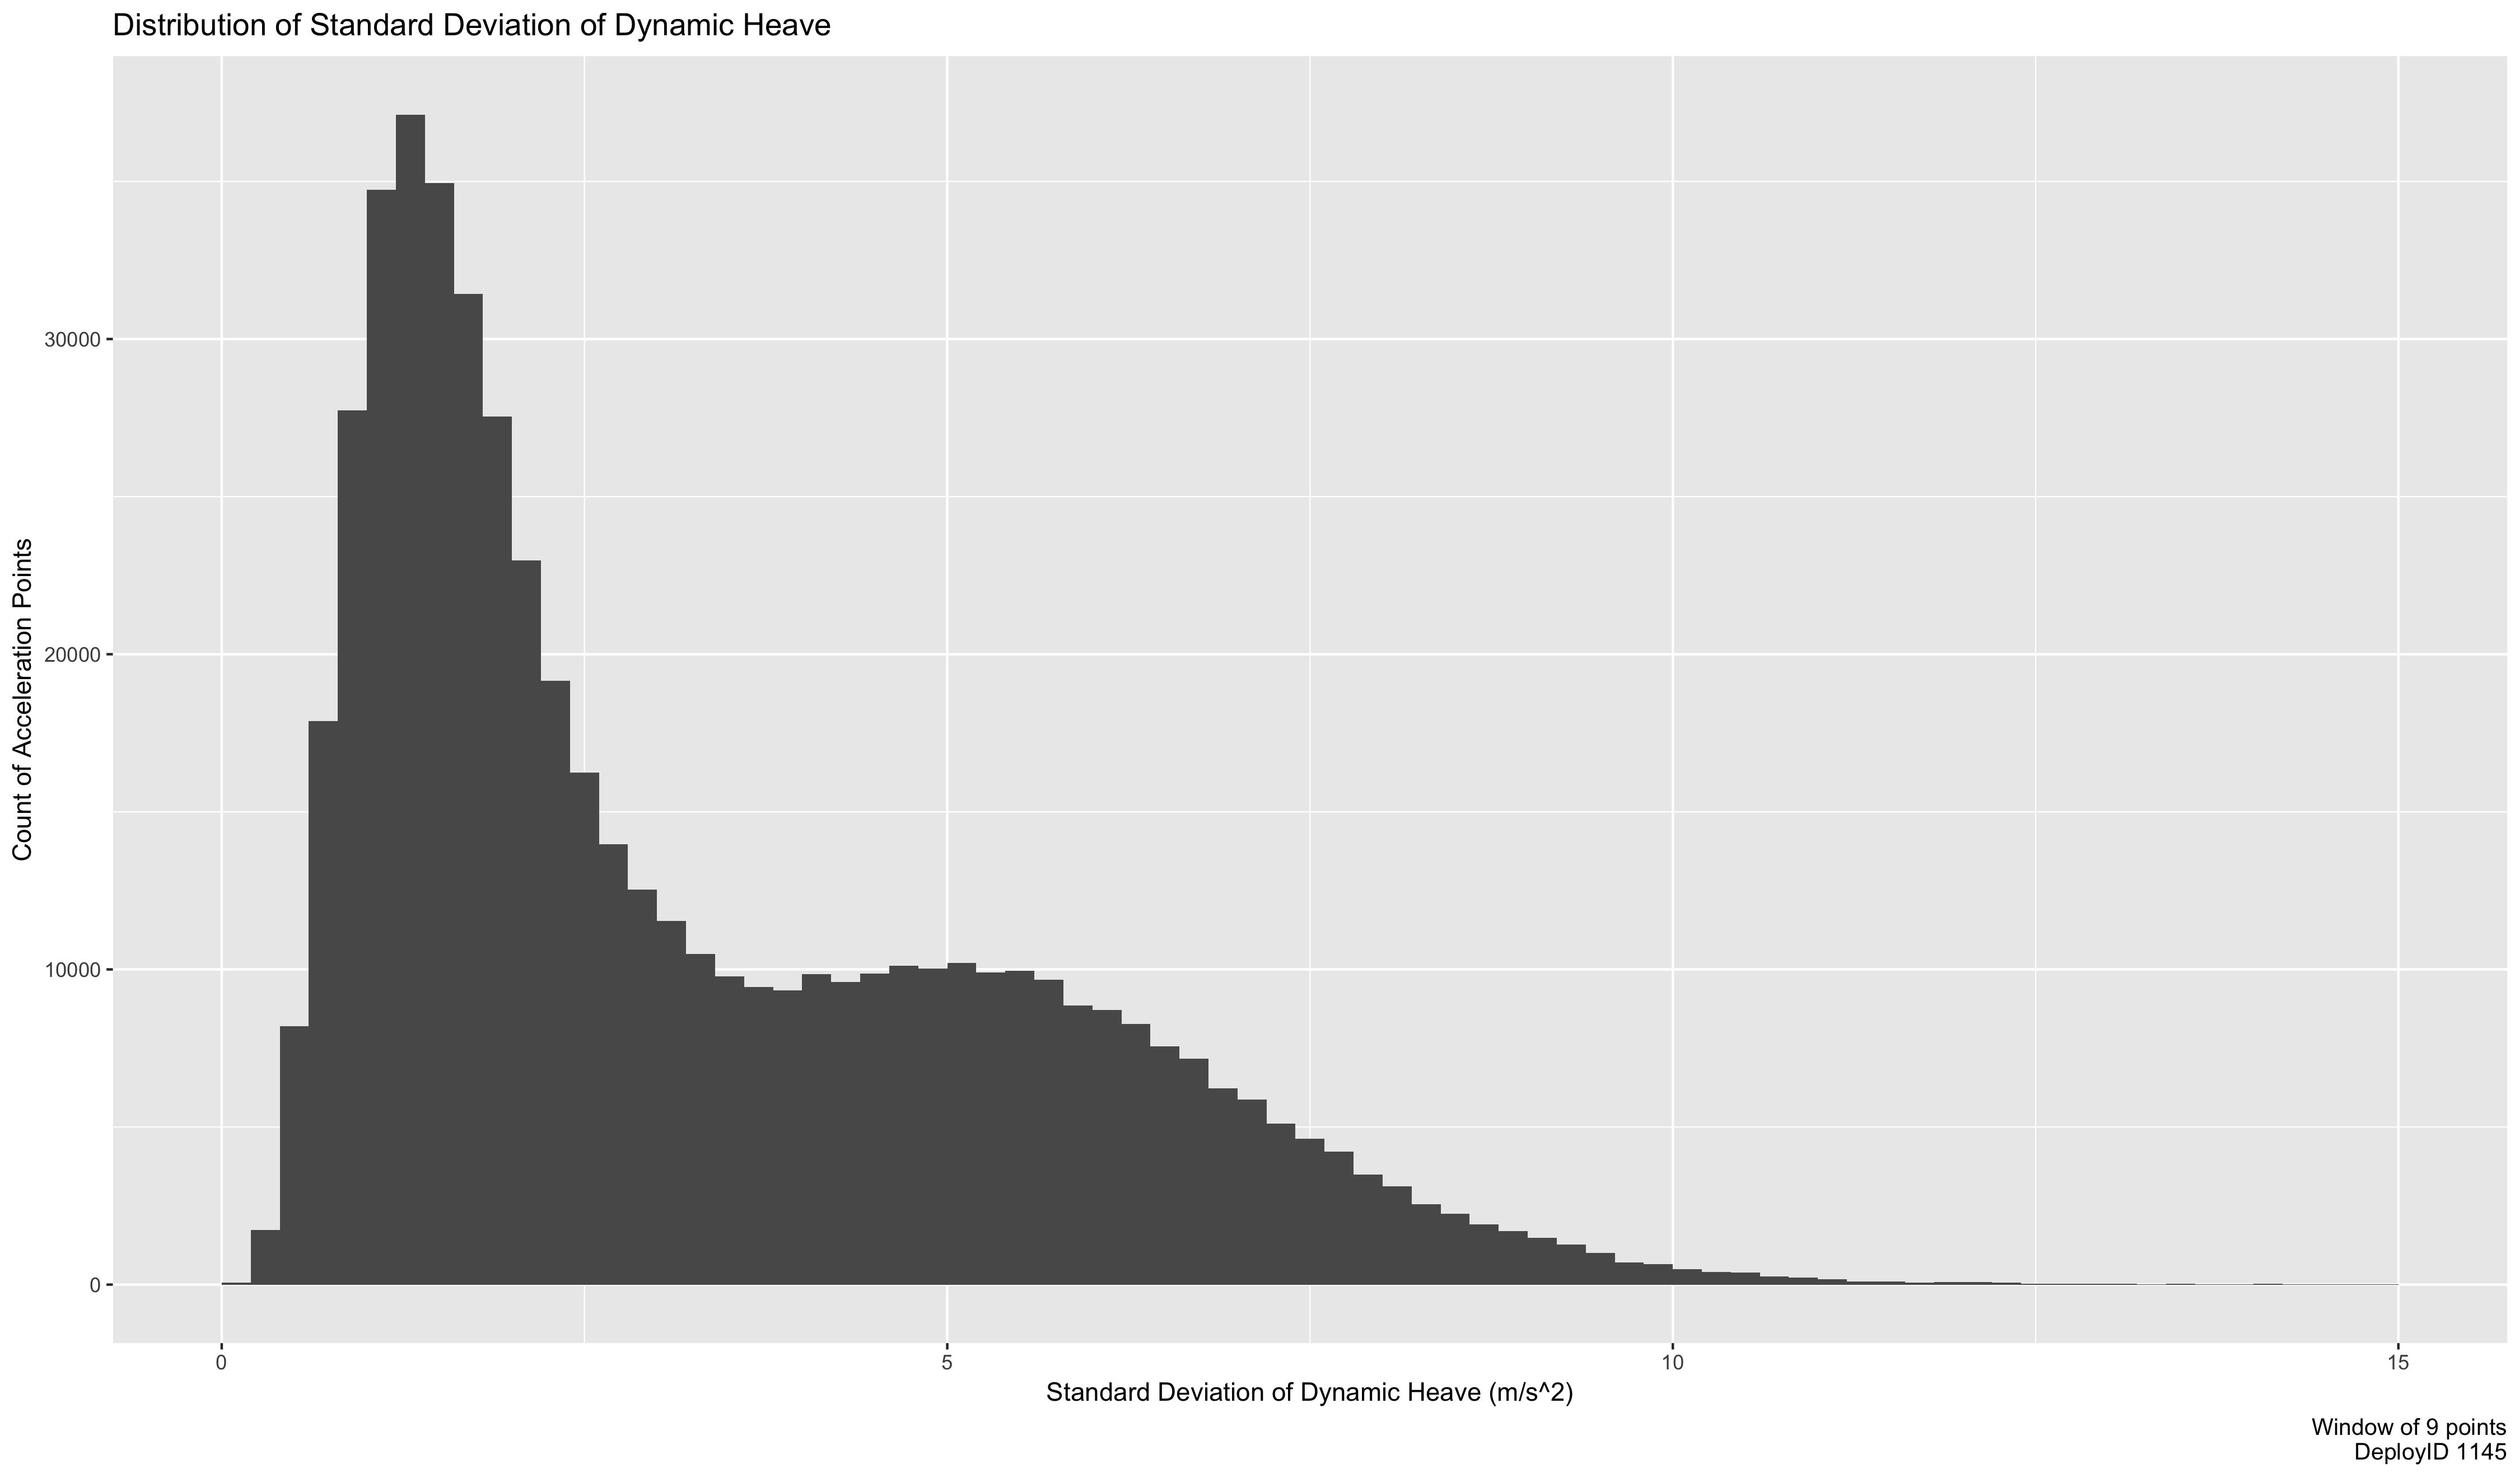 Distribution of Standard Deviation of Dynamic Heave
Count of Acceleration Points
30000
20000
10000
0
0 5 10 15
Standard Deviation of Dynamic Heave (m/s^2)
Window of 9 points
DeployID 1145